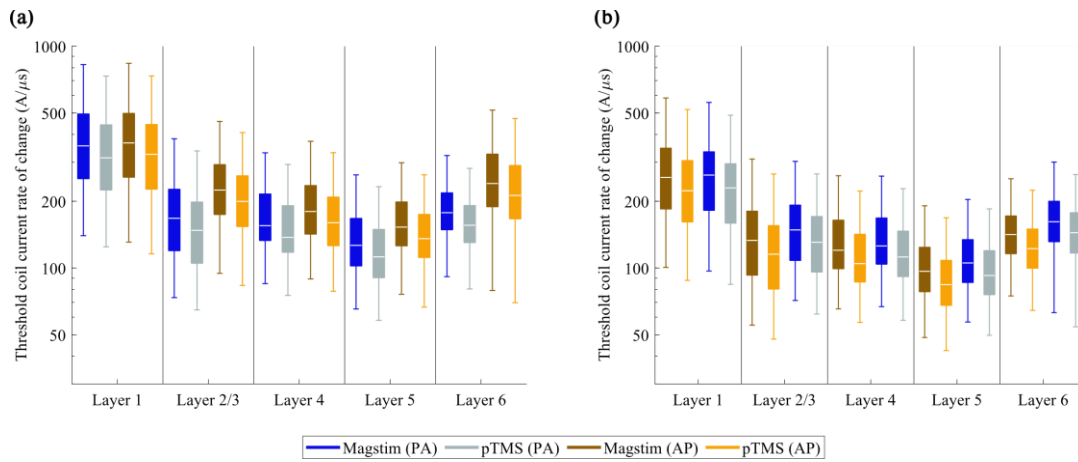 (a)
Threshold coil current rate of change (A/μs)
1000
500
200
100
50
Layer 1 Layer 2/3 Layer 4 Layer 5 Layer 6
(b)
Threshold coil current rate of change (A/μs)
1000
500
200
100
50
Layer 1 Layer 2/3 Layer 4 Layer 5 Layer 6
Magstim (PA) pTMS (PA) Magstim (AP) pTMS (AP)